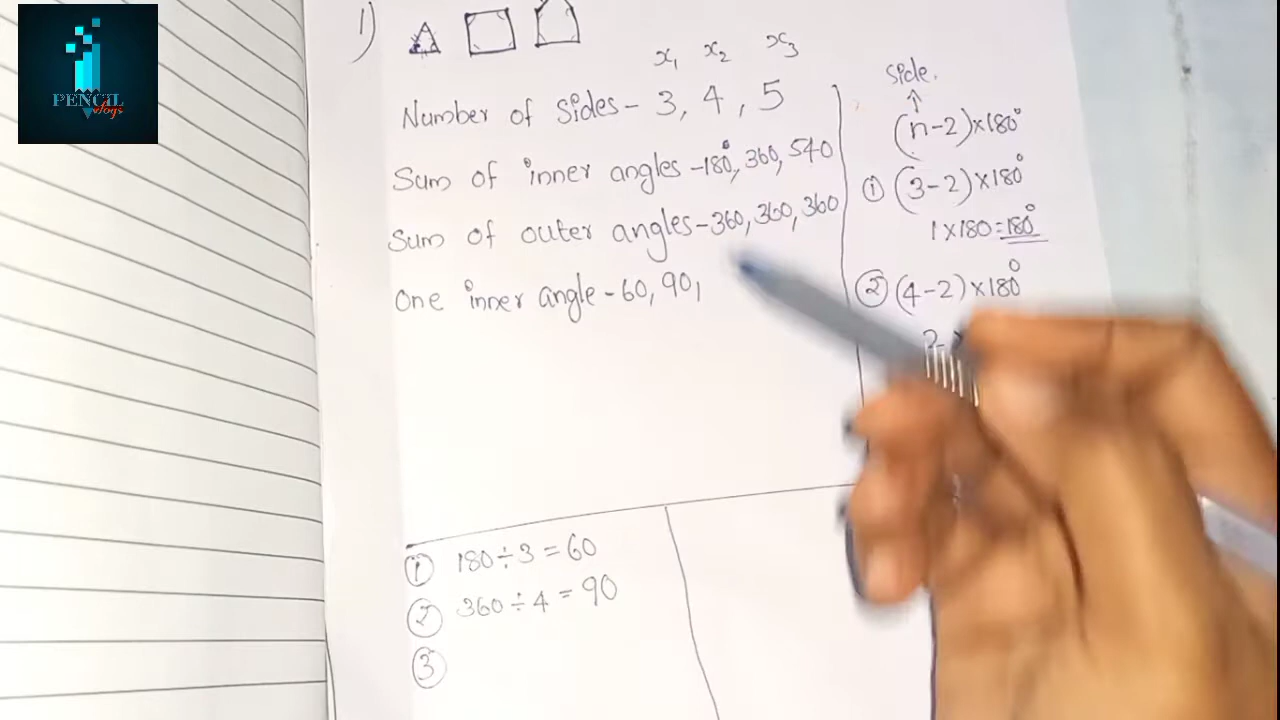 PENCIL
vlogs
1)
x₁ x₂ x₃
Number of sides - 3, 4, 5
Sum of inner angles - 180°, 360, 540
Sum of outer angles - 360, 360, 360
One inner angle - 60, 90,
side.
↑
(n-2)×180°
① (3-2)×180°
1×180=180°
② (4-2)×180°
① 180÷3=60
② 360÷4=90
③